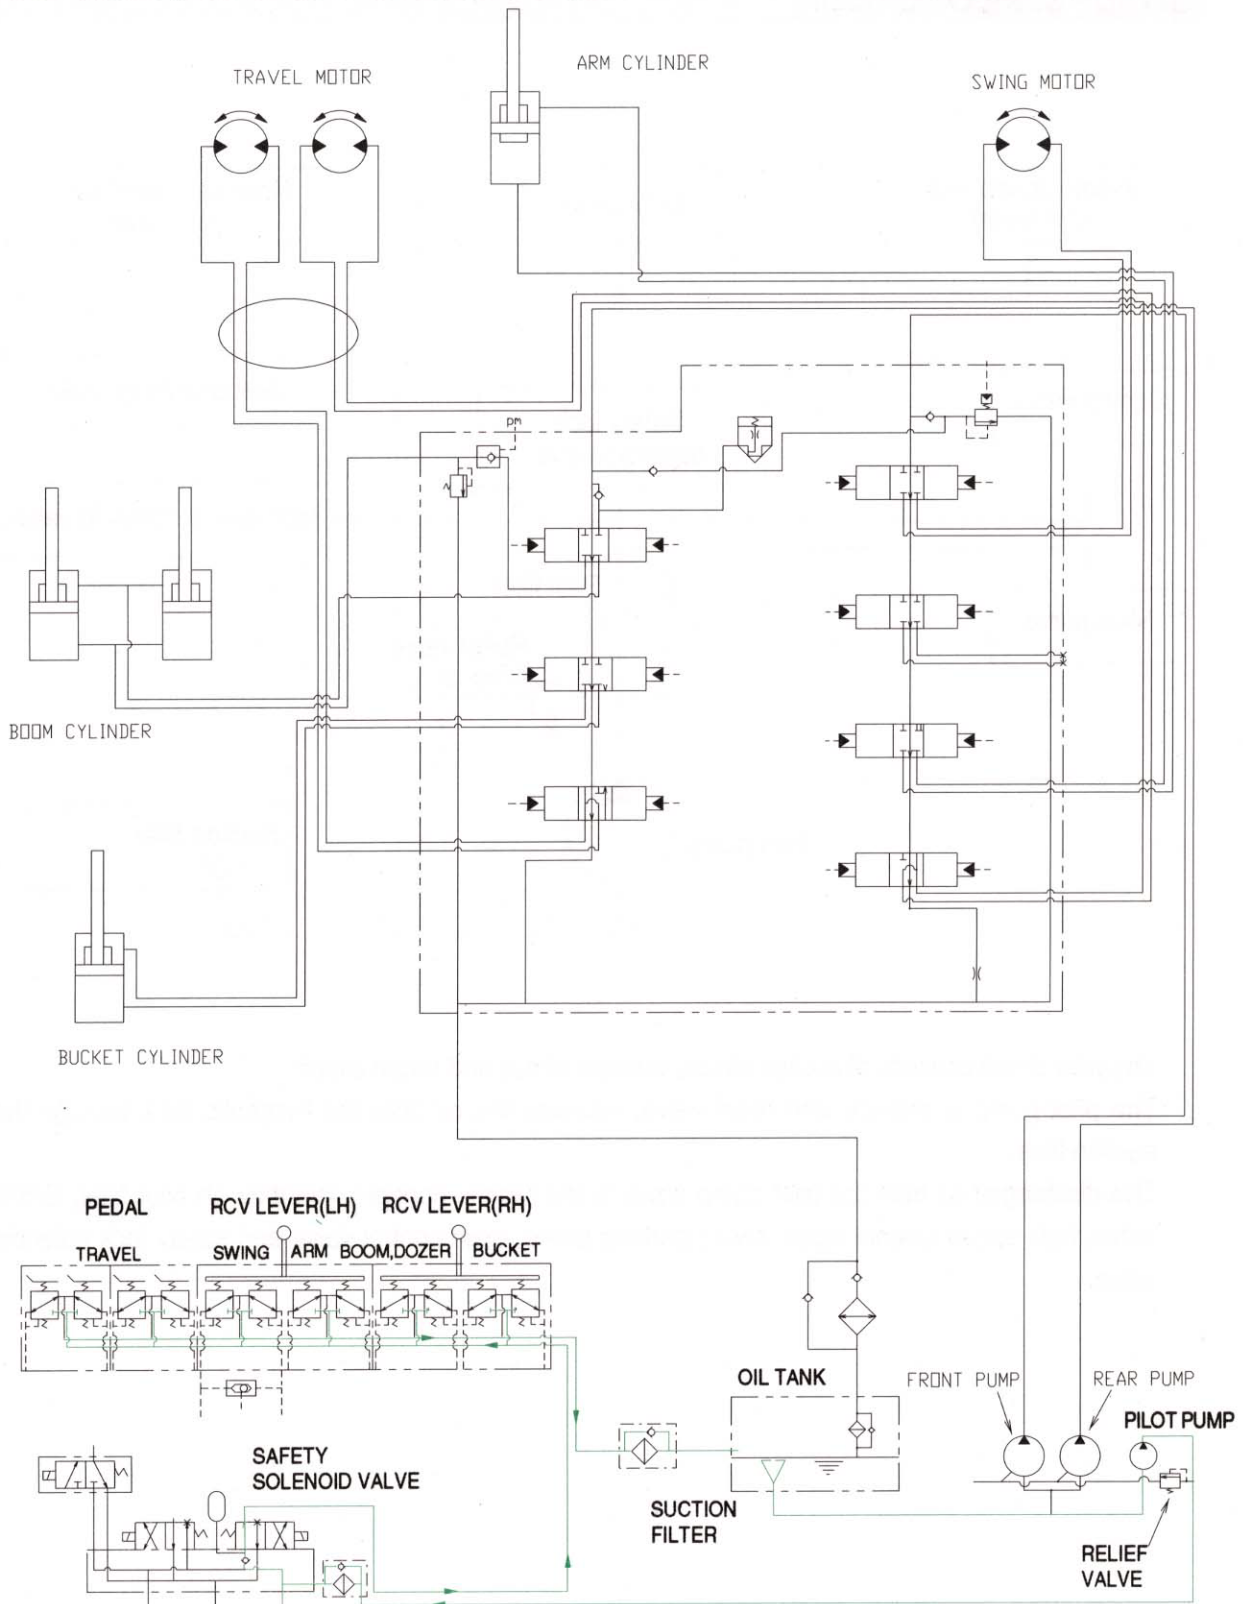 TRAVEL MOTOR
ARM CYLINDER
SWING MOTOR
pm
BOOM CYLINDER
BUCKET CYLINDER
PEDAL
RCV LEVER(LH)
RCV LEVER(RH)
TRAVEL
SWING
ARM
BOOM,DOZER
BUCKET
OIL TANK
FRONT PUMP
REAR PUMP
PILOT PUMP
SAFETY
SOLENOID VALVE
SUCTION
FILTER
RELIEF
VALVE